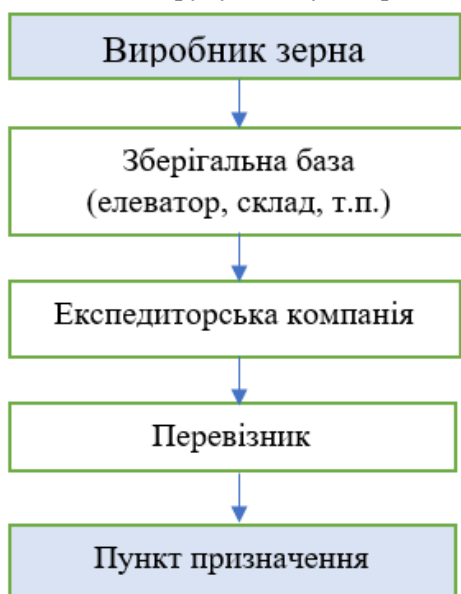 Виробник зерна
Зберігальна база
(елеватор, склад, т.п.)
Експедиторська компанія
Перевізник
Пункт призначення